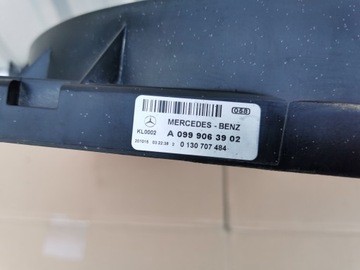 MERCEDES - BENZ
KL0002
A 099 906 39 02
0 130 707 484